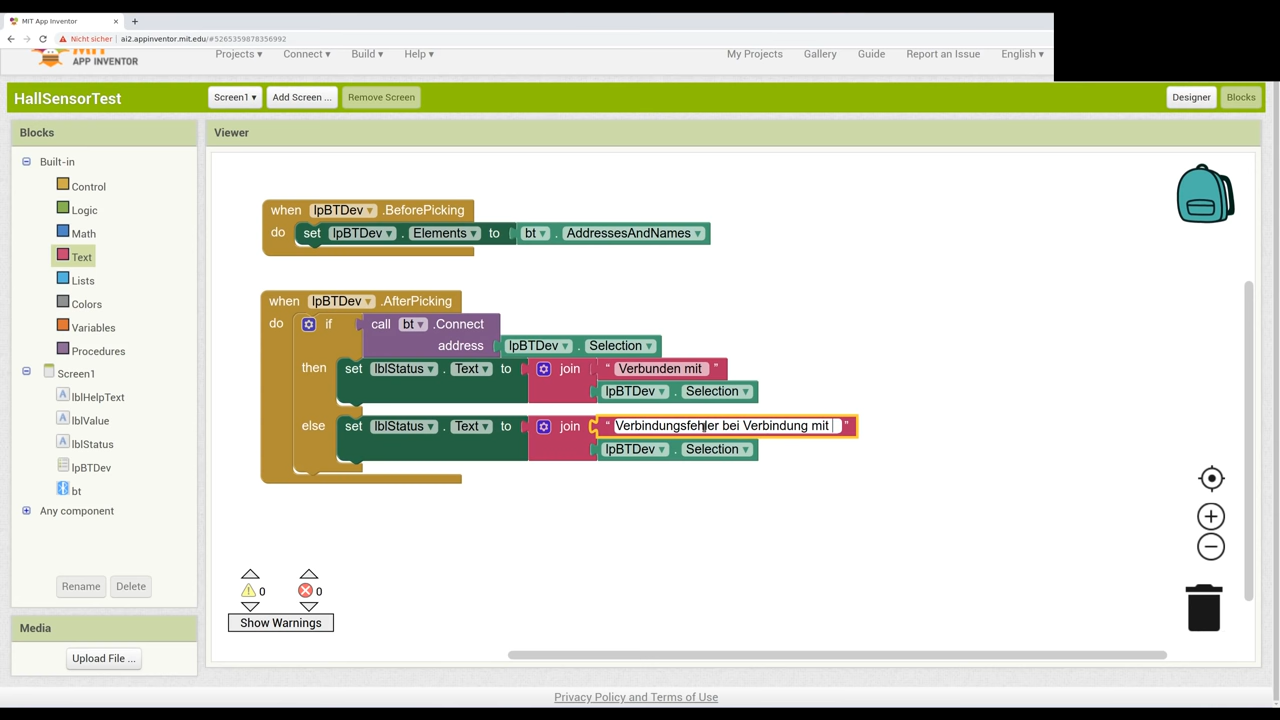 MIT App Inventor
Nicht sicher ai2.appinventor.mit.edu/#5265359878356992
MIT
APP INVENTOR
Projects ▾ Connect ▾ Build ▾ Help ▾ My Projects Gallery Guide Report an Issue English ▾
HallSensorTest Screen1 ▾ Add Screen ... Remove Screen Designer Blocks
Blocks
Viewer
Built-in
Control
Logic
Math
Text
Lists
Colors
Variables
Procedures
Screen1
lblHelpText
lblValue
lblStatus
lpBTDev
bt
Any component
Rename Delete
Media
Upload File ...
when lpBTDev ▾ .BeforePicking
do set lpBTDev ▾ . Elements ▾ to bt ▾ . AddressesAndNames ▾
when lpBTDev ▾ .AfterPicking
do if call bt ▾ .Connect
address lpBTDev ▾ . Selection ▾
then set lblStatus ▾ . Text ▾ to join “ Verbunden mit ”
lpBTDev ▾ . Selection ▾
else set lblStatus ▾ . Text ▾ to join “ Verbindungsfehler bei Verbindung mit ”
lpBTDev ▾ . Selection ▾
0 0
Show Warnings
Privacy Policy and Terms of Use